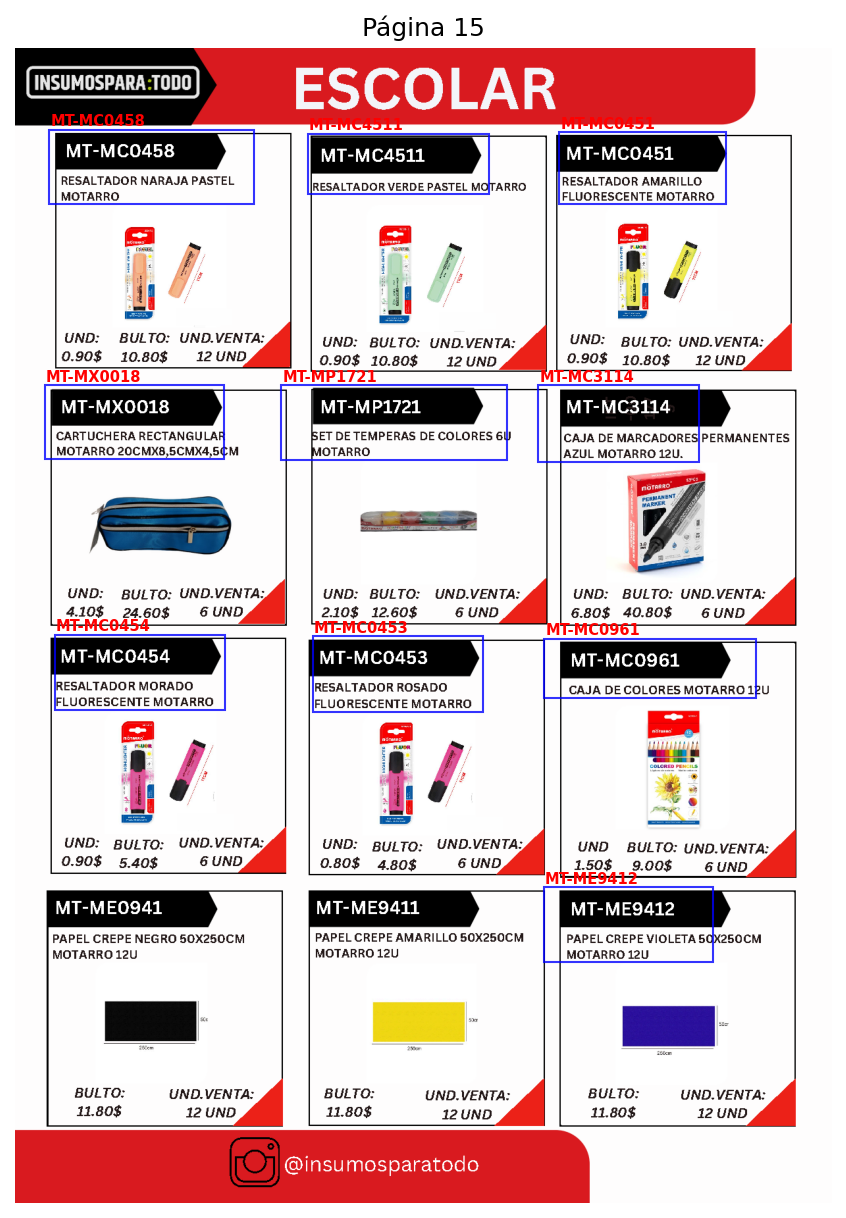 Página 15
INSUMOSPARA:TODO
ESCOLAR
MT-MC0458
MT-MC4511
MT-MC0451
MT-MC0458
MT-MC4511
MT-MC0451
RESALTADOR NARAJA PASTEL
MOTARRO
RESALTADOR VERDE PASTEL MOTARRO
RESALTADOR AMARILLO
FLUORESCENTE MOTARRO
UND: BULTO: UND.VENTA:
0.90$ 10.80$ 12 UND
UND: BULTO: UND.VENTA:
0.90$ 10.80$ 12 UND
UND: BULTO: UND.VENTA:
0.90$ 10.80$ 12 UND
MT-MX0018
MT-MP1721
MT-MC3114
MT-MX0018
MT-MP1721
MT-MC3114
CARTUCHERA RECTANGULAR
MOTARRO 20CMX8,5CMX4,5CM
SET DE TEMPERAS DE COLORES 6U
MOTARRO
CAJA DE MARCADORES PERMANENTES
AZUL MOTARRO 12U.
MOTARRO
PERMANENT
MARKER
UND: BULTO: UND.VENTA:
4.10$ 24.60$ 6 UND
UND: BULTO: UND.VENTA:
2.10$ 12.60$ 6 UND
UND: BULTO: UND.VENTA:
6.80$ 40.80$ 6 UND
MT-MC0454
MT-MC0453
MT-MC0961
MT-MC0454
MT-MC0453
MT-MC0961
RESALTADOR MORADO
FLUORESCENTE MOTARRO
RESALTADOR ROSADO
FLUORESCENTE MOTARRO
CAJA DE COLORES MOTARRO 12U
MOTARRO
COLORED PENCILS
UND: BULTO: UND.VENTA:
0.90$ 5.40$ 6 UND
UND: BULTO: UND.VENTA:
0.80$ 4.80$ 6 UND
UND BULTO: UND.VENTA:
1.50$ 9.00$ 6 UND
MT-ME9412
MT-ME0941
MT-ME9411
MT-ME9412
PAPEL CREPE NEGRO 50X250CM
MOTARRO 12U
PAPEL CREPE AMARILLO 50X250CM
MOTARRO 12U
PAPEL CREPE VIOLETA 50X250CM
MOTARRO 12U
250cm
250cm
250cm
BULTO: UND.VENTA:
11.80$ 12 UND
BULTO: UND.VENTA:
11.80$ 12 UND
BULTO: UND.VENTA:
11.80$ 12 UND
@insumosparatodo